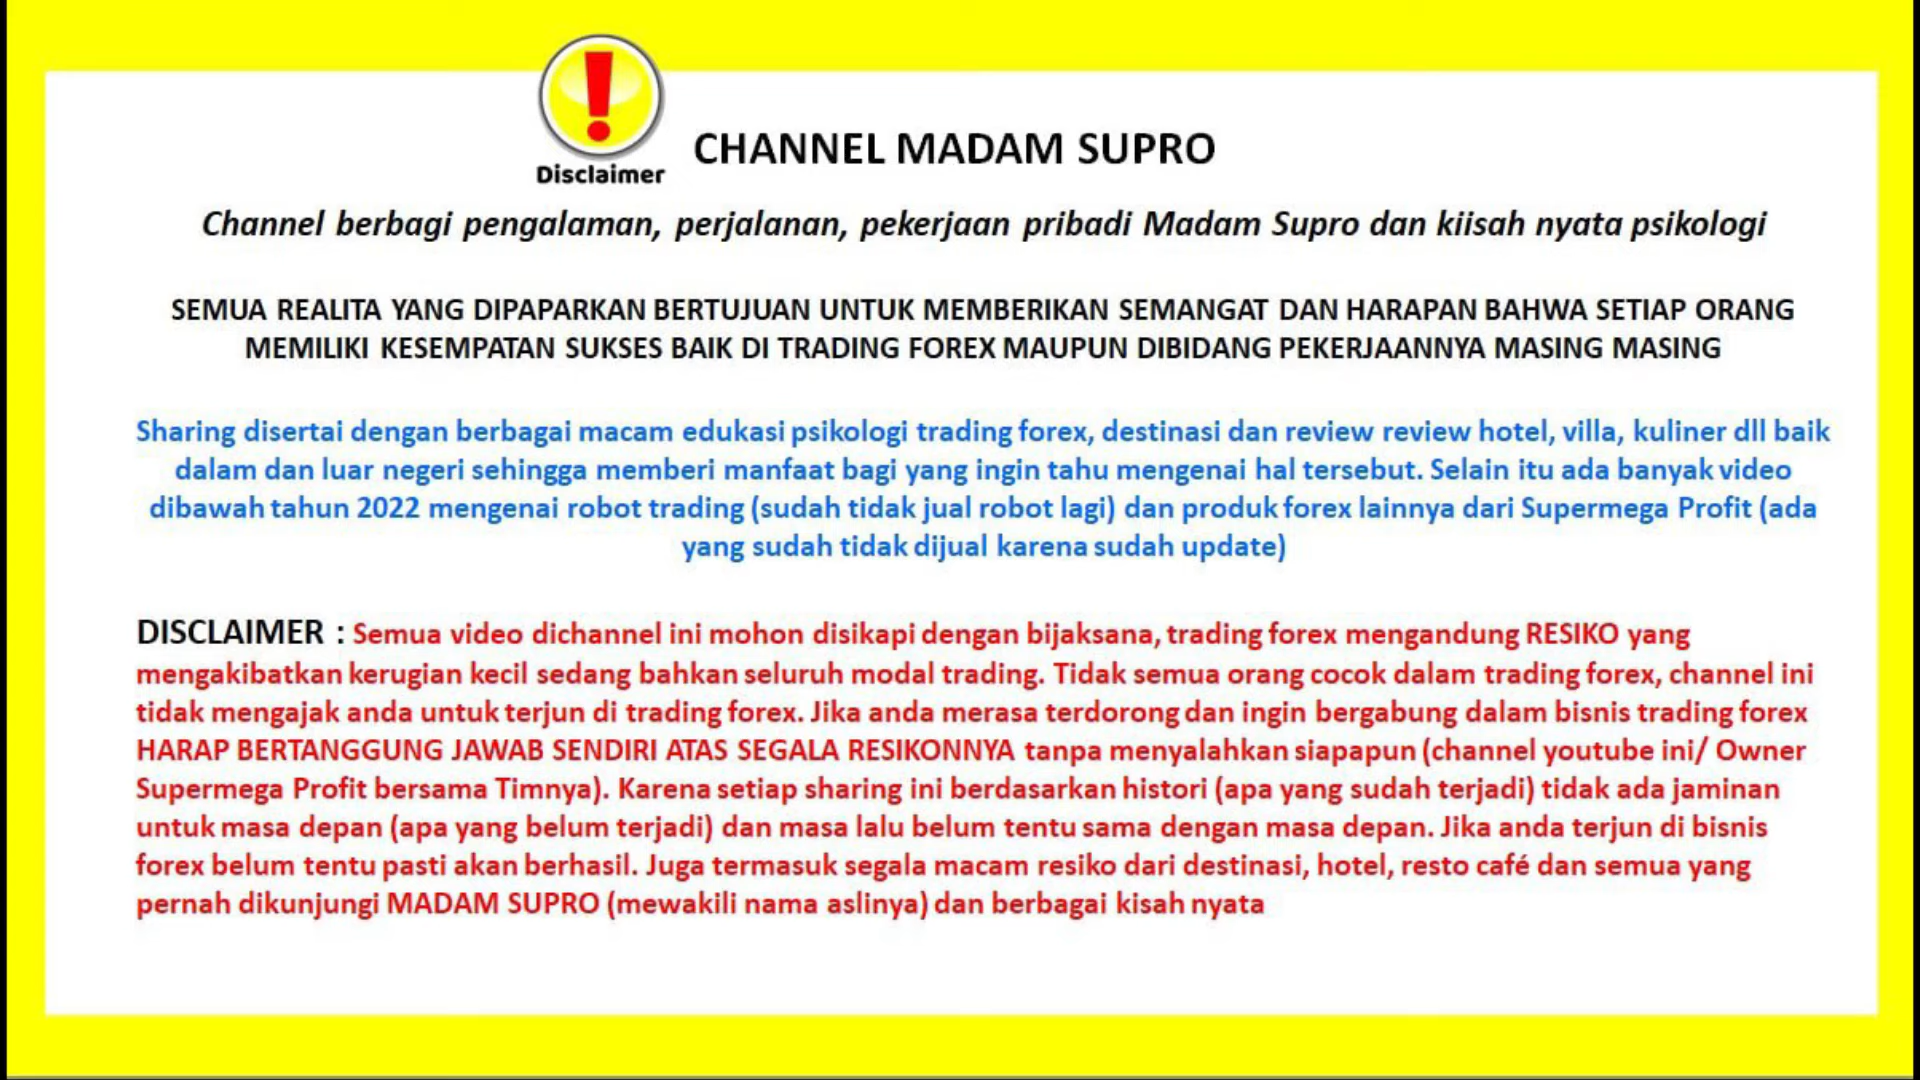 Disclaimer
CHANNEL MADAM SUPRO
Channel berbagi pengalaman, perjalanan, pekerjaan pribadi Madam Supro dan kiisah nyata psikologi
SEMUA REALITA YANG DIPAPARKAN BERTUJUAN UNTUK MEMBERIKAN SEMANGAT DAN HARAPAN BAHWA SETIAP ORANG
MEMILIKI KESEMPATAN SUKSES BAIK DI TRADING FOREX MAUPUN DIBIDANG PEKERJAANNYA MASING MASING
Sharing disertai dengan berbagai macam edukasi psikologi trading forex, destinasi dan review review hotel, villa, kuliner dll baik
dalam dan luar negeri sehingga memberi manfaat bagi yang ingin tahu mengenai hal tersebut. Selain itu ada banyak video
dibawah tahun 2022 mengenai robot trading (sudah tidak jual robot lagi) dan produk forex lainnya dari Supermega Profit (ada
yang sudah tidak dijual karena sudah update)
DISCLAIMER : Semua video dichannel ini mohon disikapi dengan bijaksana, trading forex mengandung RESIKO yang
mengakibatkan kerugian kecil sedang bahkan seluruh modal trading. Tidak semua orang cocok dalam trading forex, channel ini
tidak mengajak anda untuk terjun di trading forex. Jika anda merasa terdorong dan ingin bergabung dalam bisnis trading forex
HARAP BERTANGGUNG JAWAB SENDIRI ATAS SEGALA RESIKONNYA tanpa menyalahkan siapapun (channel youtube ini/ Owner
Supermega Profit bersama Timnya). Karena setiap sharing ini berdasarkan histori (apa yang sudah terjadi) tidak ada jaminan
untuk masa depan (apa yang belum terjadi) dan masa lalu belum tentu sama dengan masa depan. Jika anda terjun di bisnis
forex belum tentu pasti akan berhasil. Juga termasuk segala macam resiko dari destinasi, hotel, resto café dan semua yang
pernah dikunjungi MADAM SUPRO (mewakili nama aslinya) dan berbagai kisah nyata